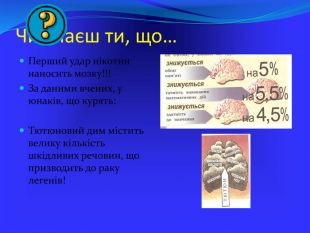 Чи знаєш ти, що…
Перший удар нікотин
наносить мозку!!!
За даними вчених, у
юнаків, що курять:
Тютюновий дим містить
велику кількість
шкідливих речовин, що
призводить до раку
легенів!
знижується
на 5%
знижується
на 5,5%
знижується
на 4,5%